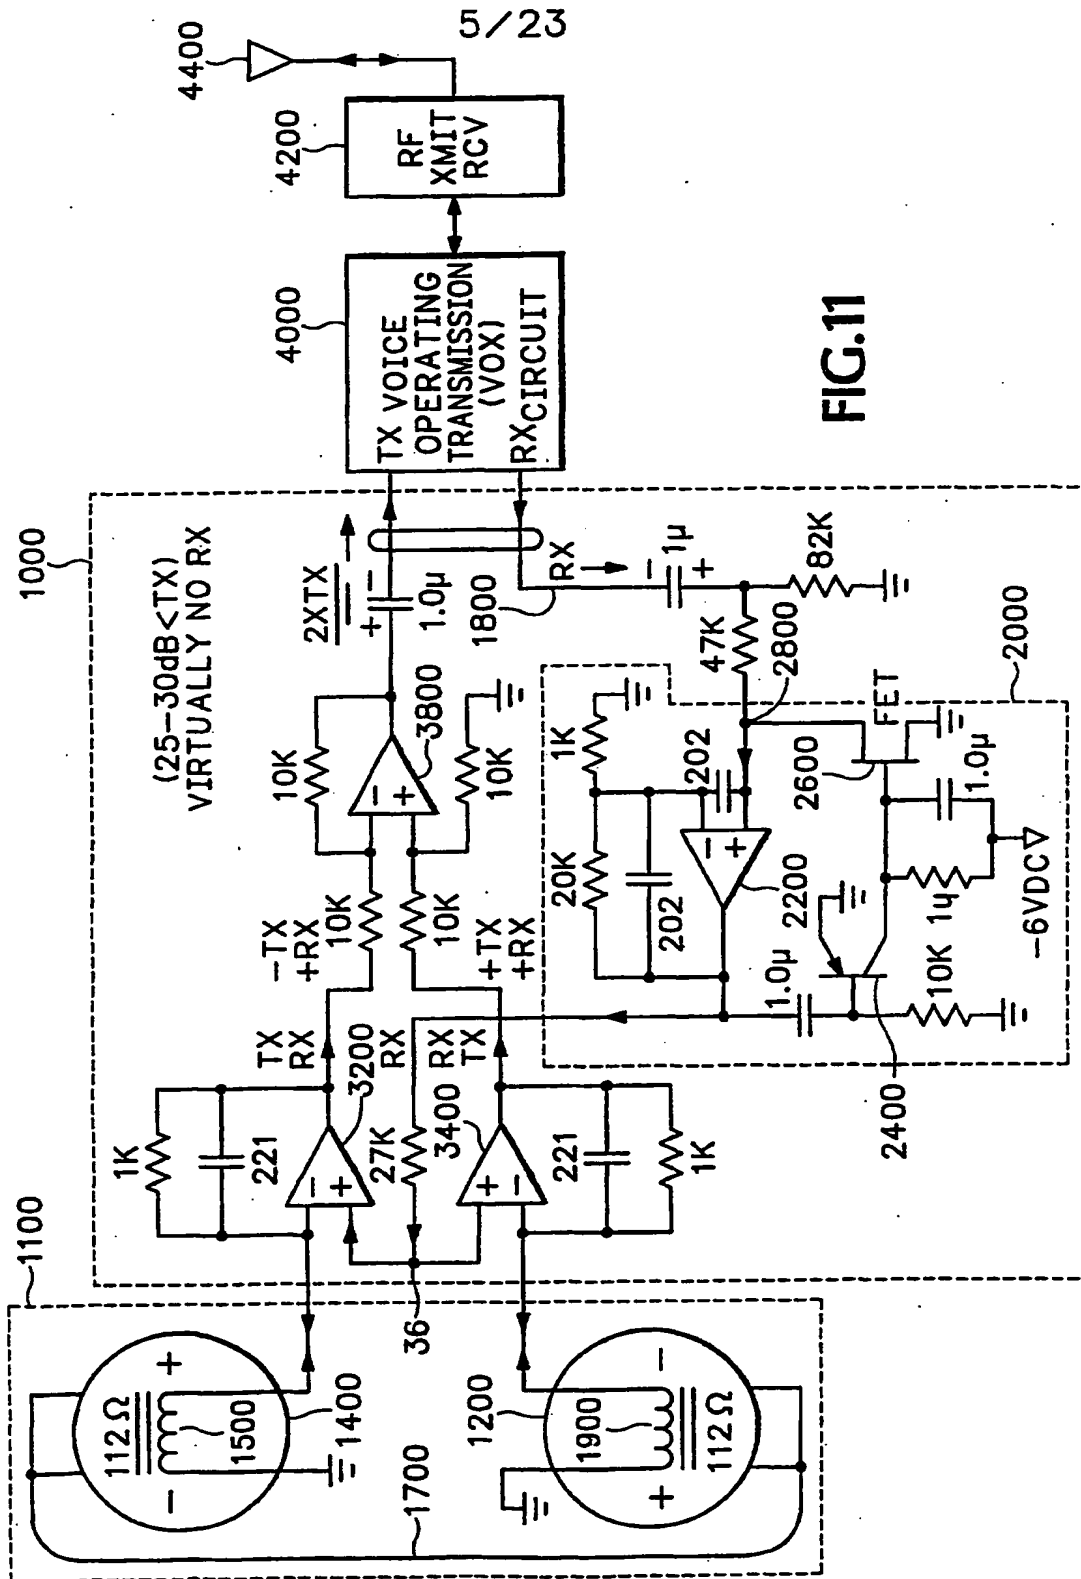 5/23
4400
4200
RF
XMIT
RCV
4000
TX VOICE
OPERATING
TRANSMISSION
(VOX)
RX CIRCUIT
FIG.11
1000
(25-30dB<TX)
VIRTUALLY NO RX
2XTX
+ -
1.0µ
1800
RX
- +
1µ
82K
47K
2800
2000
10K
3800
- +
10K
10K
10K
-TX
+RX
+TX
+RX
1K
20K
202
202
- +
2200
FET
2600
1.0µ
1µ
-6VDC
1.0µ
10K
2400
TX
RX
3200
RX
27K
RX
TX
3400
1K
221
- +
+ -
221
1K
36
1100
112Ω
+
-
1500
1400
1200
1900
112Ω
-
+
1700